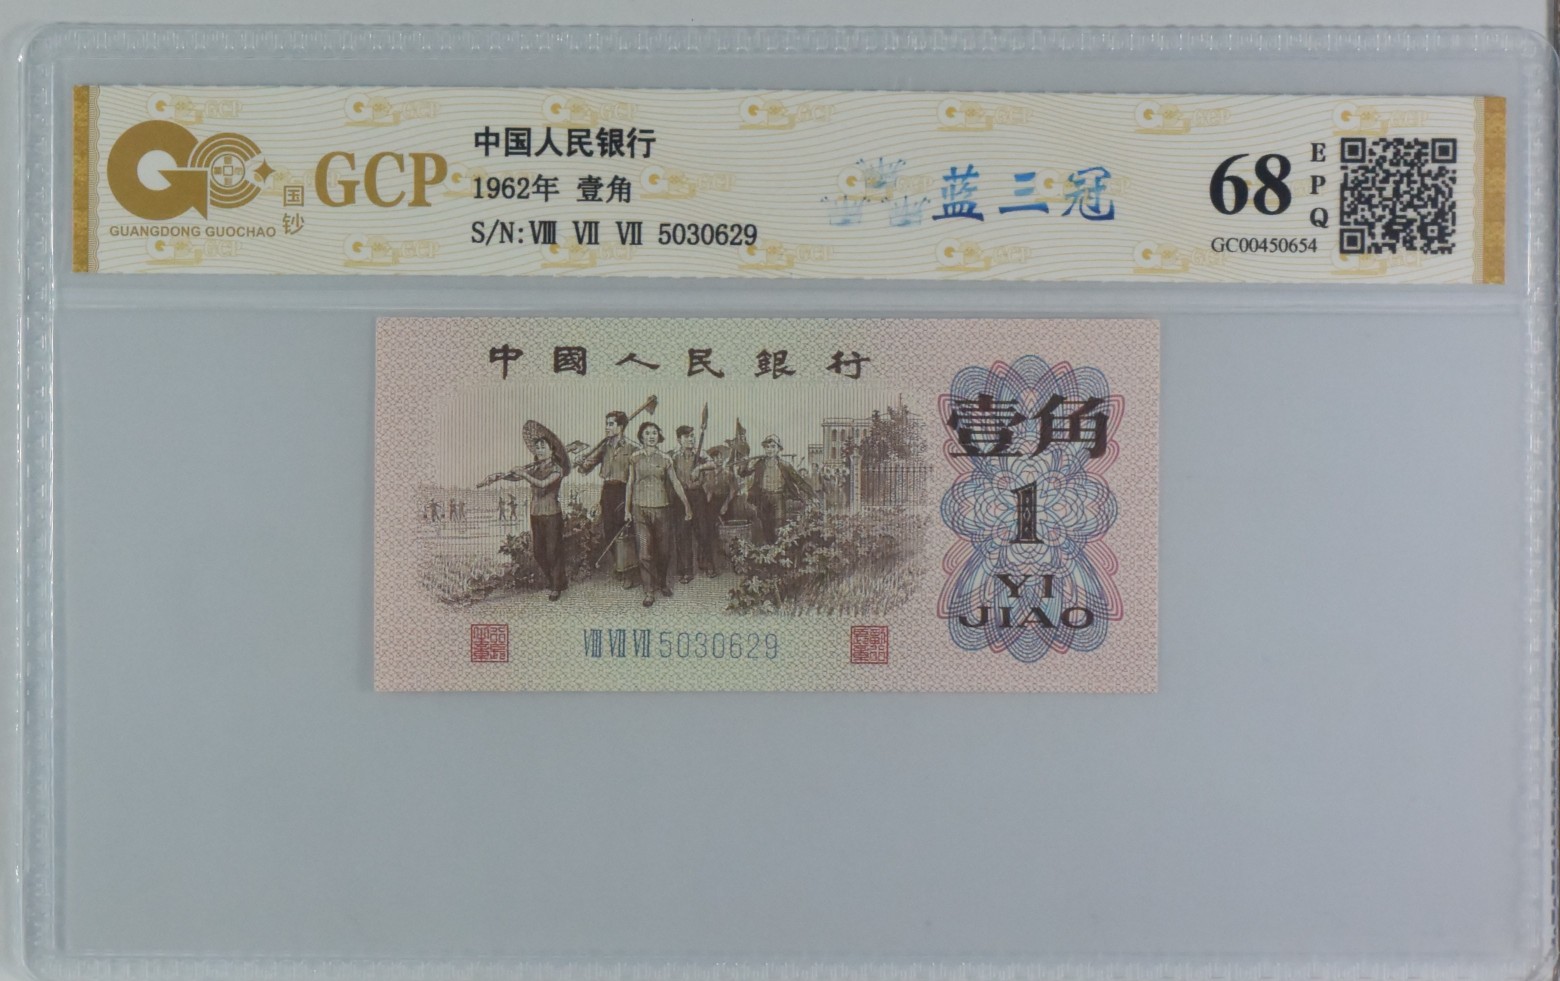 GCP
国钞
GUANGDONG GUOCHAO
中国人民银行
1962年 壹角
S/N:Ⅷ Ⅶ Ⅶ 5030629
蓝三冠
68
EPQ
GC00450654
中國人民銀行
壹角
1
YI
JIAO
Ⅷ Ⅶ Ⅶ 5030629